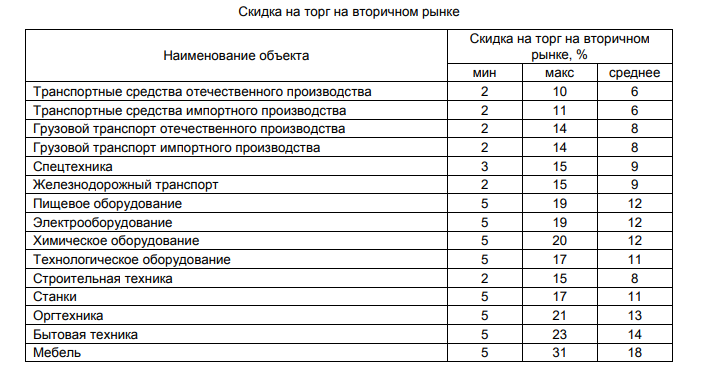 Скидка на торг на вторичном рынке
Наименование объекта
Скидка на торг на вторичном
рынке, %
мин макс среднее
Транспортные средства отечественного производства 2 10 6
Транспортные средства импортного производства 2 11 6
Грузовой транспорт отечественного производства 2 14 8
Грузовой транспорт импортного производства 2 14 8
Спецтехника 3 15 9
Железнодорожный транспорт 2 15 9
Пищевое оборудование 5 19 12
Электрооборудование 5 19 12
Химическое оборудование 5 20 12
Технологическое оборудование 5 17 11
Строительная техника 2 15 8
Станки 5 17 11
Оргтехника 5 21 13
Бытовая техника 5 23 14
Мебель 5 31 18